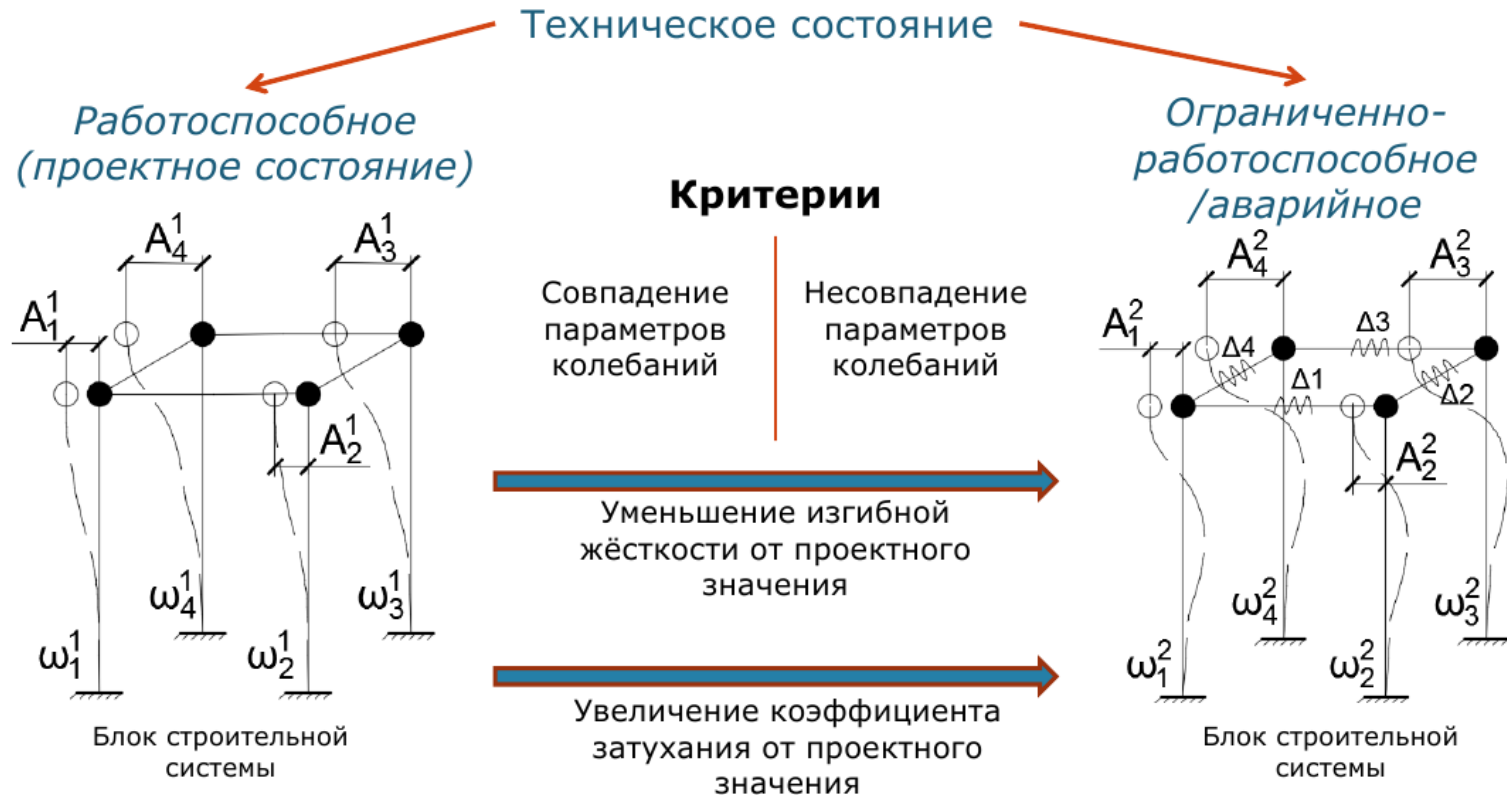 Техническое состояние
Работоспособное
(проектное состояние)
Ограниченно-
работоспособное
/аварийное
Критерии
Совпадение
параметров
колебаний
Несовпадение
параметров
колебаний
Уменьшение изгибной
жёсткости от проектного
значения
Увеличение коэффициента
затухания от проектного
значения
A₄¹
A₃¹
A₁¹
A₂¹
ω₄¹
ω₃¹
ω₁¹
ω₂¹
Блок строительной
системы
A₄²
A₃²
A₁²
Δ3
Δ4
Δ1
Δ2
A₂²
ω₄²
ω₃²
ω₁²
ω₂²
Блок строительной
системы